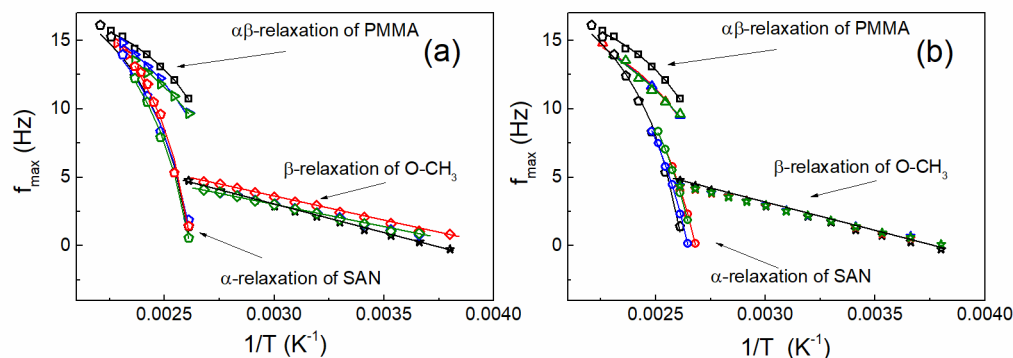 (a)
αβ-relaxation of PMMA
β-relaxation of O-CH3
α-relaxation of SAN
fmax (Hz)
15
10
5
0
0.0025 0.0030 0.0035 0.0040
1/T (K-1)
(b)
αβ-relaxation of PMMA
β-relaxation of O-CH3
α-relaxation of SAN
fmax (Hz)
15
10
5
0
0.0025 0.0030 0.0035 0.0040
1/T (K-1)